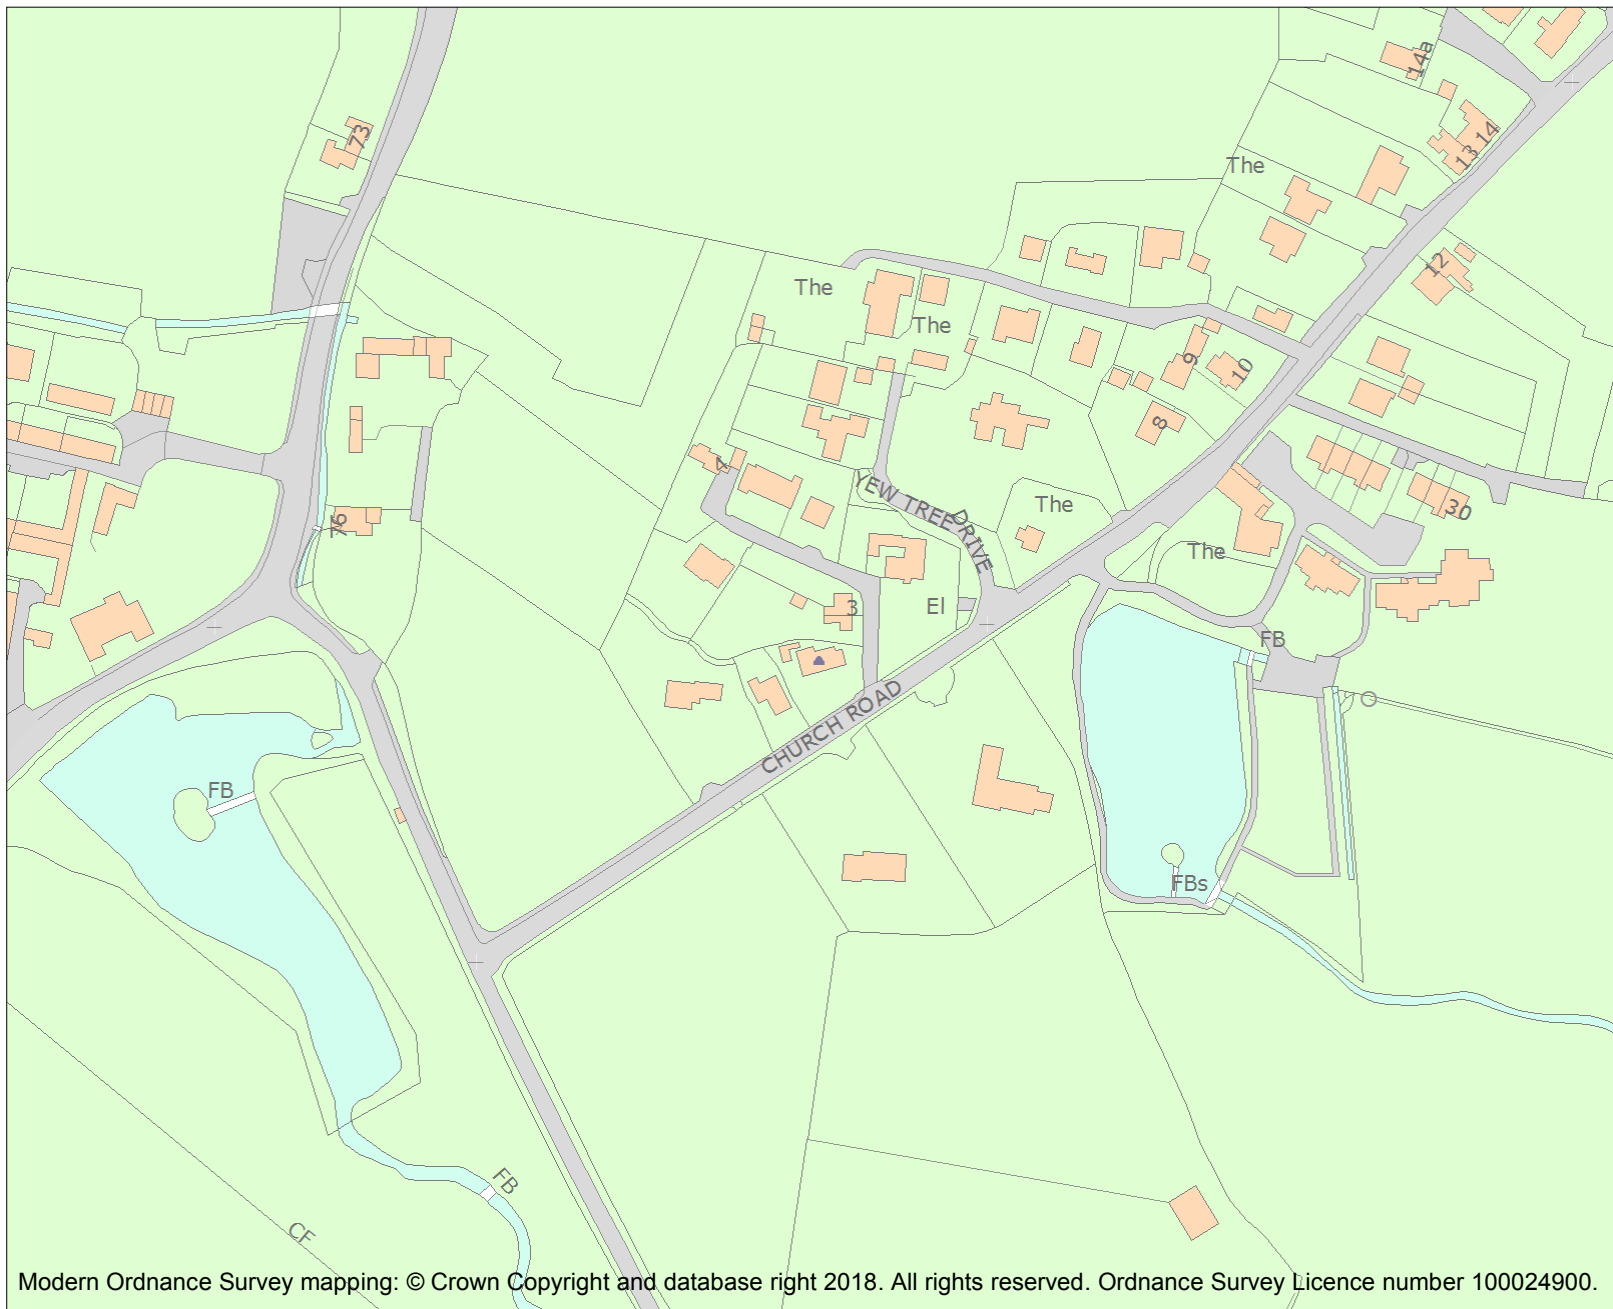 14a
73
13 14
The
12
The
The
9
10
8
4
YEW TREE DRIVE
The
30
76
The
3
El
FB
CHURCH ROAD
FB
FBs
FB
CF
Modern Ordnance Survey mapping: © Crown Copyright and database right 2018. All rights reserved. Ordnance Survey Licence number 100024900.